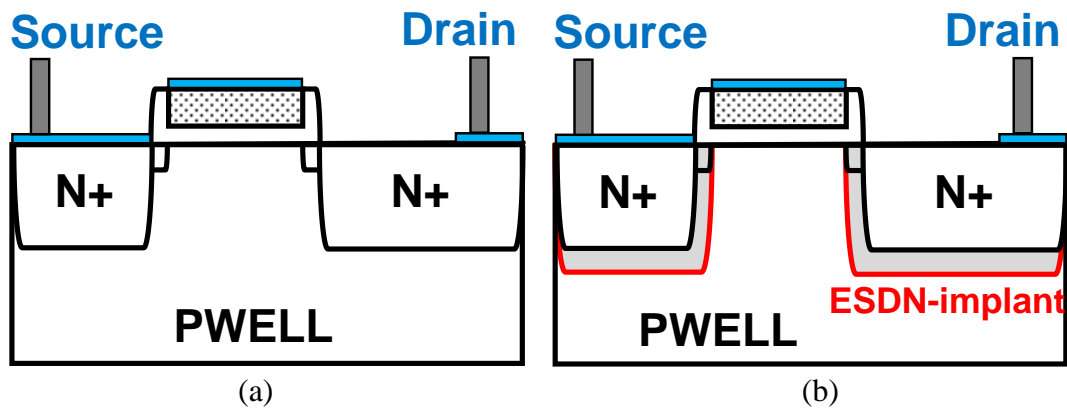 Source
Drain
N+
N+
PWELL
(a)
Source
Drain
N+
N+
ESDN-implant
PWELL
(b)